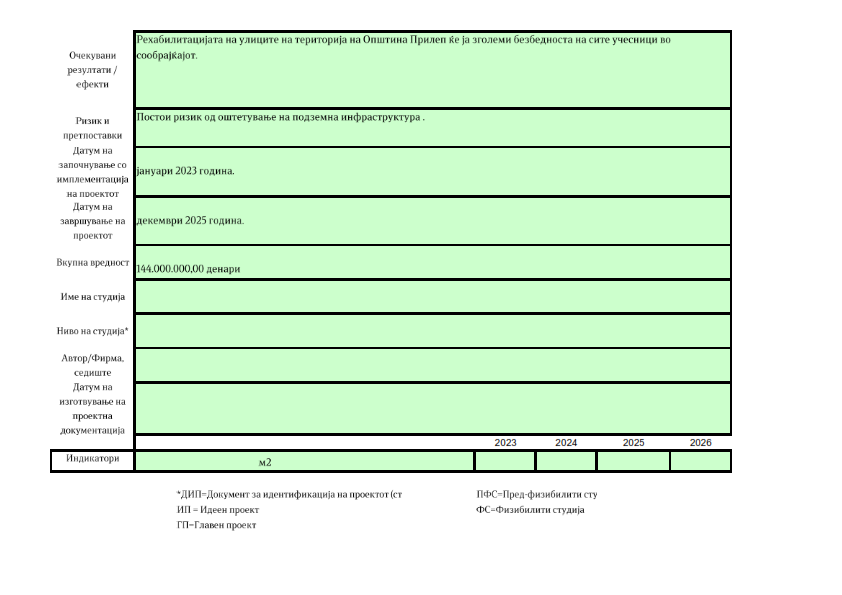 Очекувани
резултати /
ефекти
Рехабилитацијата на улиците на територија на Општина Прилеп ќе ја зголеми безбедноста на сите учесници во
сообраќајот.
Ризик и
претпоставки
Постои ризик од оштетување на подземна инфраструктура .
Датум на
започнување со
имплементација
на проектот
јануари 2023 година.
Датум на
завршување на
проектот
декември 2025 година.
Вкупна вредност
144.000.000,00 денари
Име на студија
Ниво на студија*
Автор/Фирма,
седиште
Датум на
изготвување на
проектна
документација
2023 2024 2025 2026
Индикатори м2
*ДИП=Документ за идентификација на проектот (ст ПФС=Пред-физибилити сту
ИП = Идеен проект ФС=Физибилити студија
ГП=Главен проект